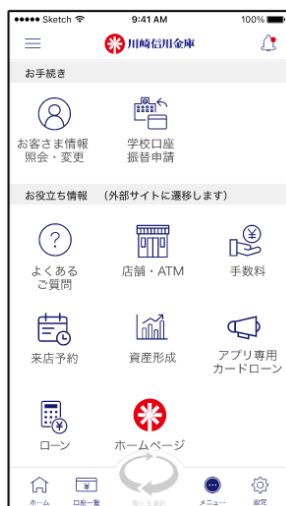 Sketch
9:41 AM
100%
川崎信用金庫
お手続き
お客さま情報
照会・変更
学校口座
振替申請
お役立ち情報 (外部サイトに遷移します)
よくある
ご質問
店舗・ATM
手数料
来店予約
資産形成
アプリ専用
カードローン
ローン
ホームページ
ホーム
口座一覧
メニュー
設定